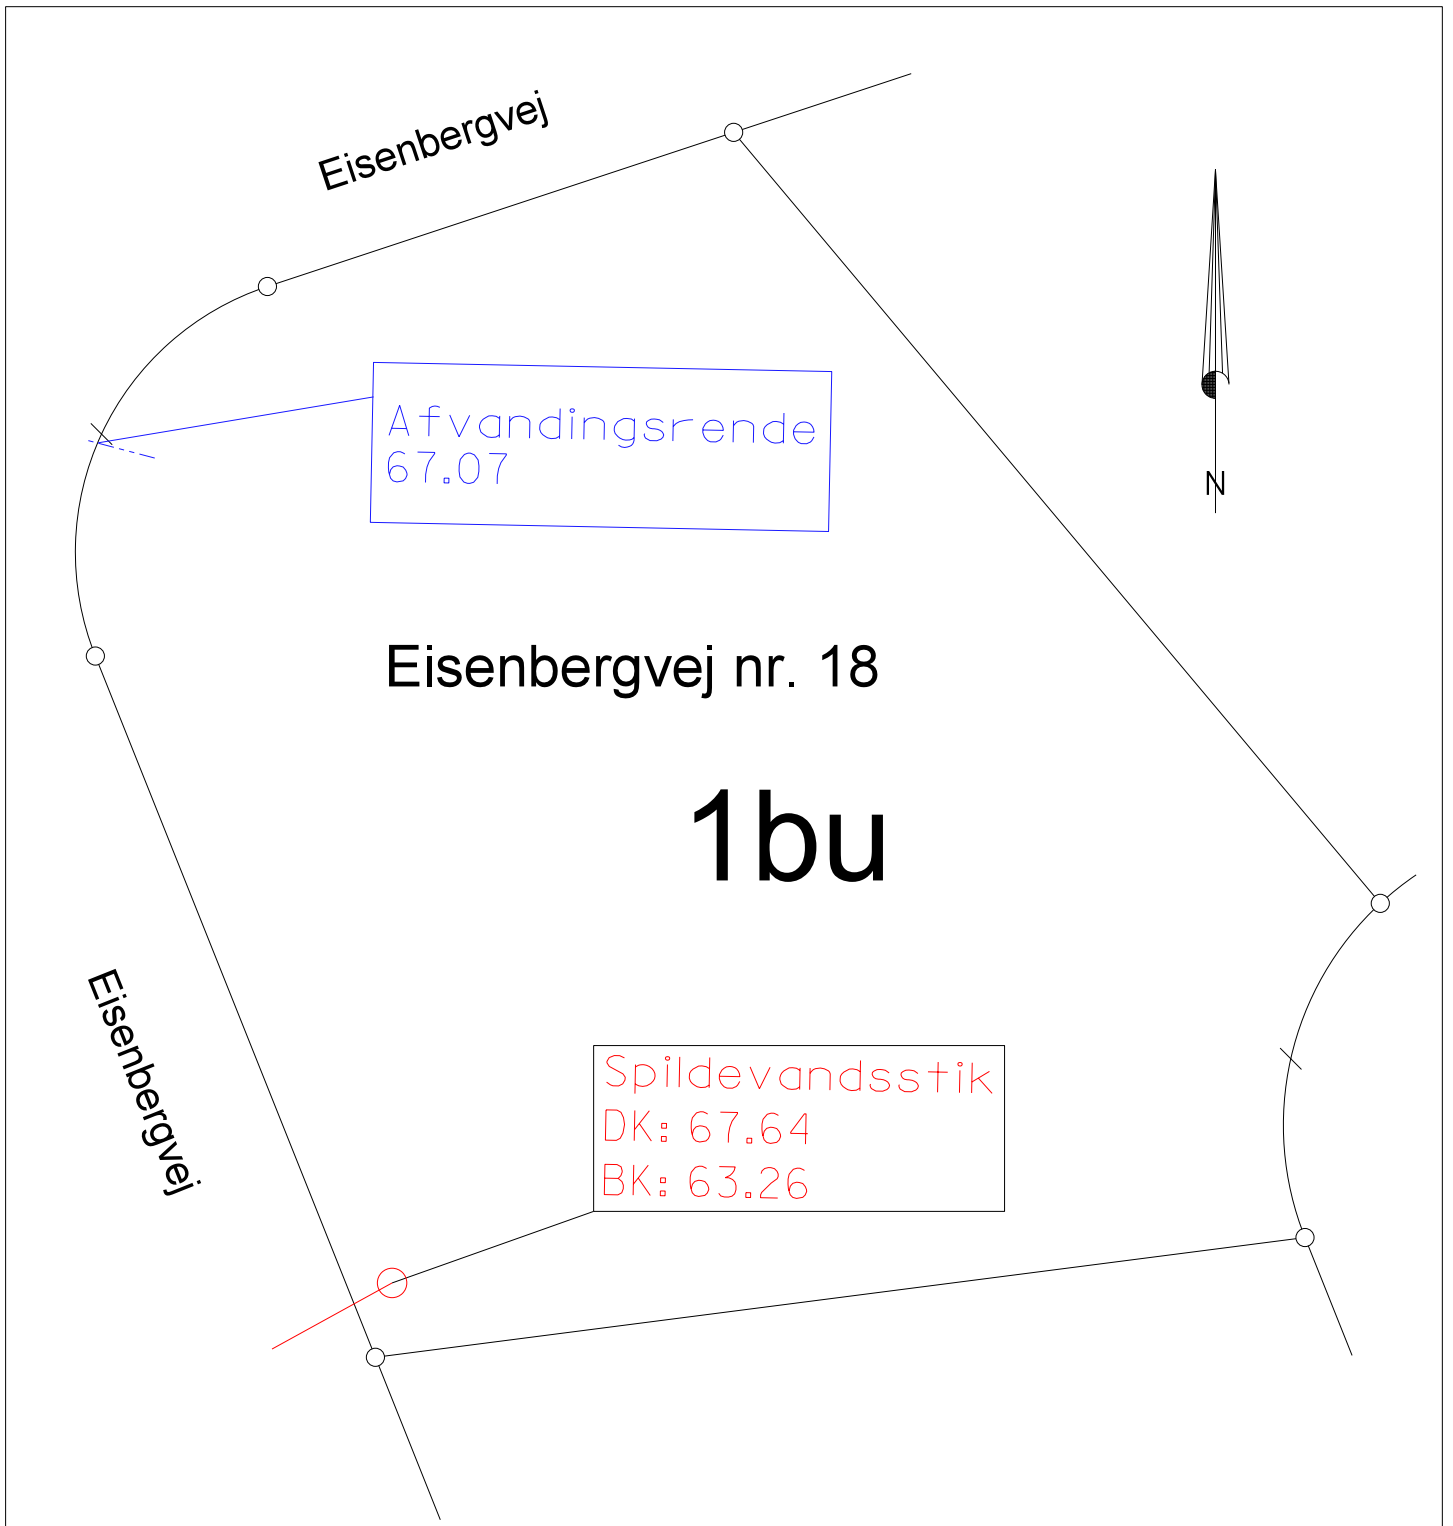 Eisenbergvej
Afvandingsrende
67.07
N
Eisenbergvej nr. 18
1bu
Eisenbergvej
Spildevandsstik
DK: 67.64
BK: 63.26